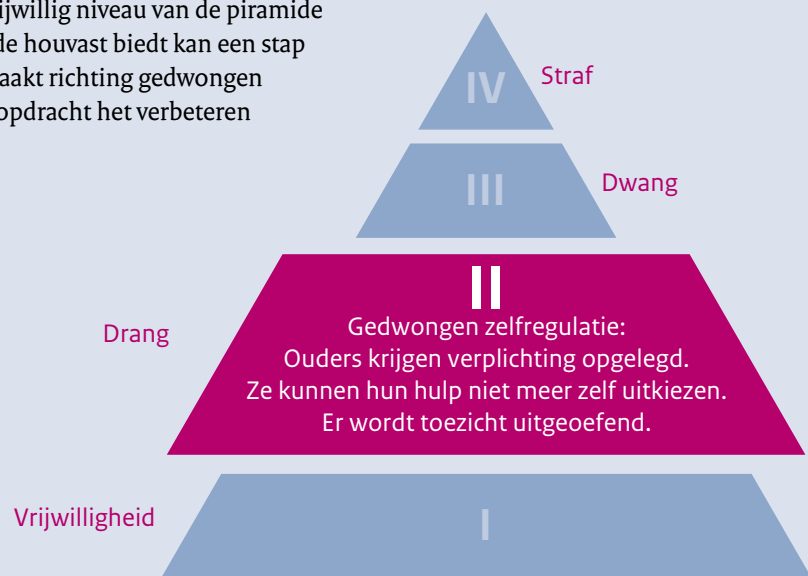 vrijwillig niveau van de piramide
houvast biedt kan een stap
richting gedwongen
opdracht het verbeteren
IV
Straf
III
Dwang
II
Gedwongen zelfregulatie:
Ouders krijgen verplichting opgelegd.
Ze kunnen hun hulp niet meer zelf uitkiezen.
Er wordt toezicht uitgeoefend.
Drang
Vrijwilligheid
I